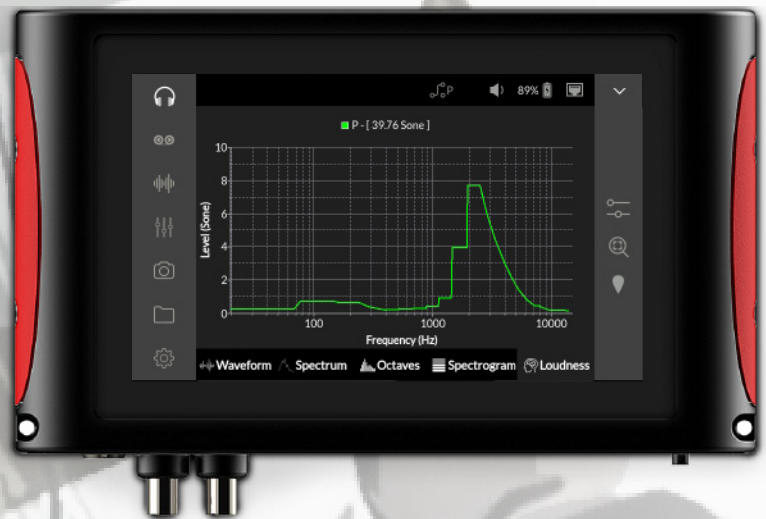 P
89%
P - [ 39.76 Sone ]
10
8
6
4
2
0
Level (Sone)
100
1000
10000
Frequency (Hz)
Waveform
Spectrum
Octaves
Spectrogram
Loudness